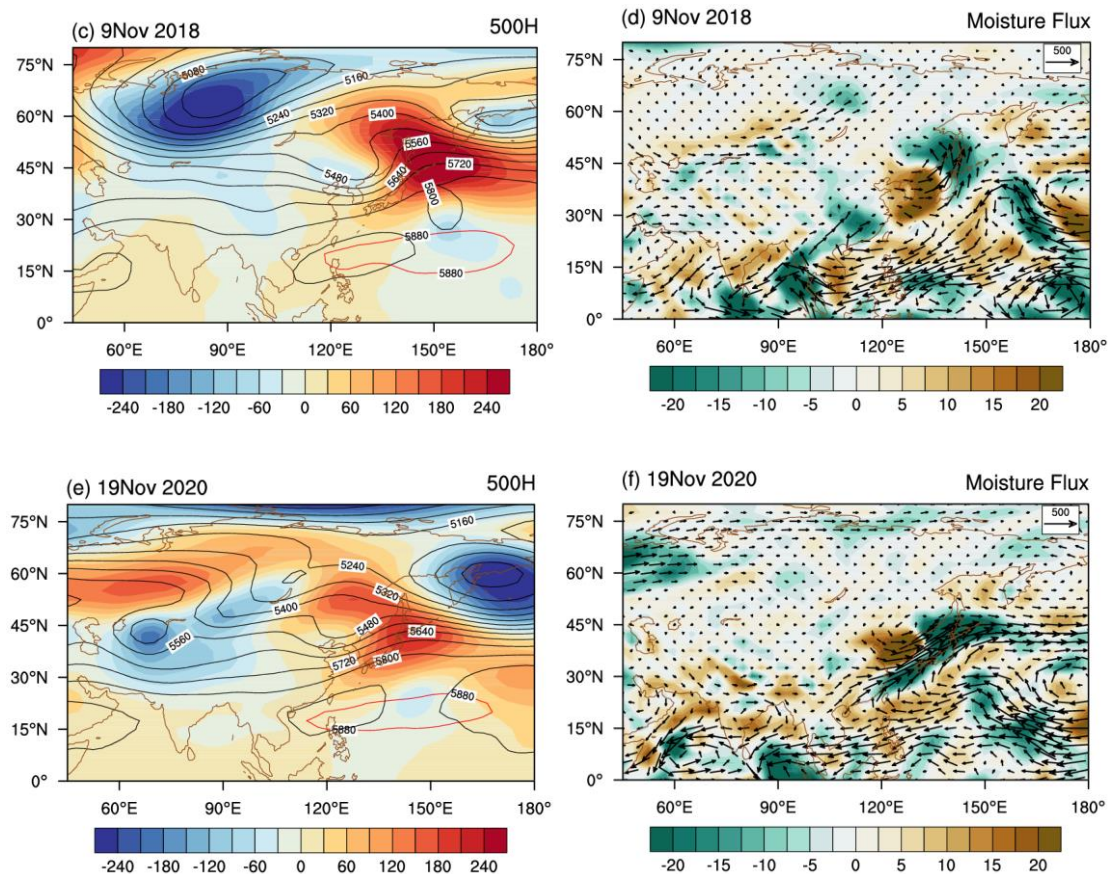 (c) 9Nov 2018 500H
75°N
60°N
45°N
30°N
15°N
0°
5080
5160
5240
5320
5400
5560
5720
5480
5640
5800
5880
5880
60°E 90°E 120°E 150°E 180°
-240 -180 -120 -60 0 60 120 180 240
(d) 9Nov 2018 Moisture Flux
500
75°N
60°N
45°N
30°N
15°N
0°
60°E 90°E 120°E 150°E 180°
-20 -15 -10 -5 0 5 10 15 20
(e) 19Nov 2020 500H
75°N
60°N
45°N
30°N
15°N
0°
5160
5240
5320
5400
5480
5640
5560
5720
5800
5880
5880
60°E 90°E 120°E 150°E 180°
-240 -180 -120 -60 0 60 120 180 240
(f) 19Nov 2020 Moisture Flux
500
75°N
60°N
45°N
30°N
15°N
0°
60°E 90°E 120°E 150°E 180°
-20 -15 -10 -5 0 5 10 15 20